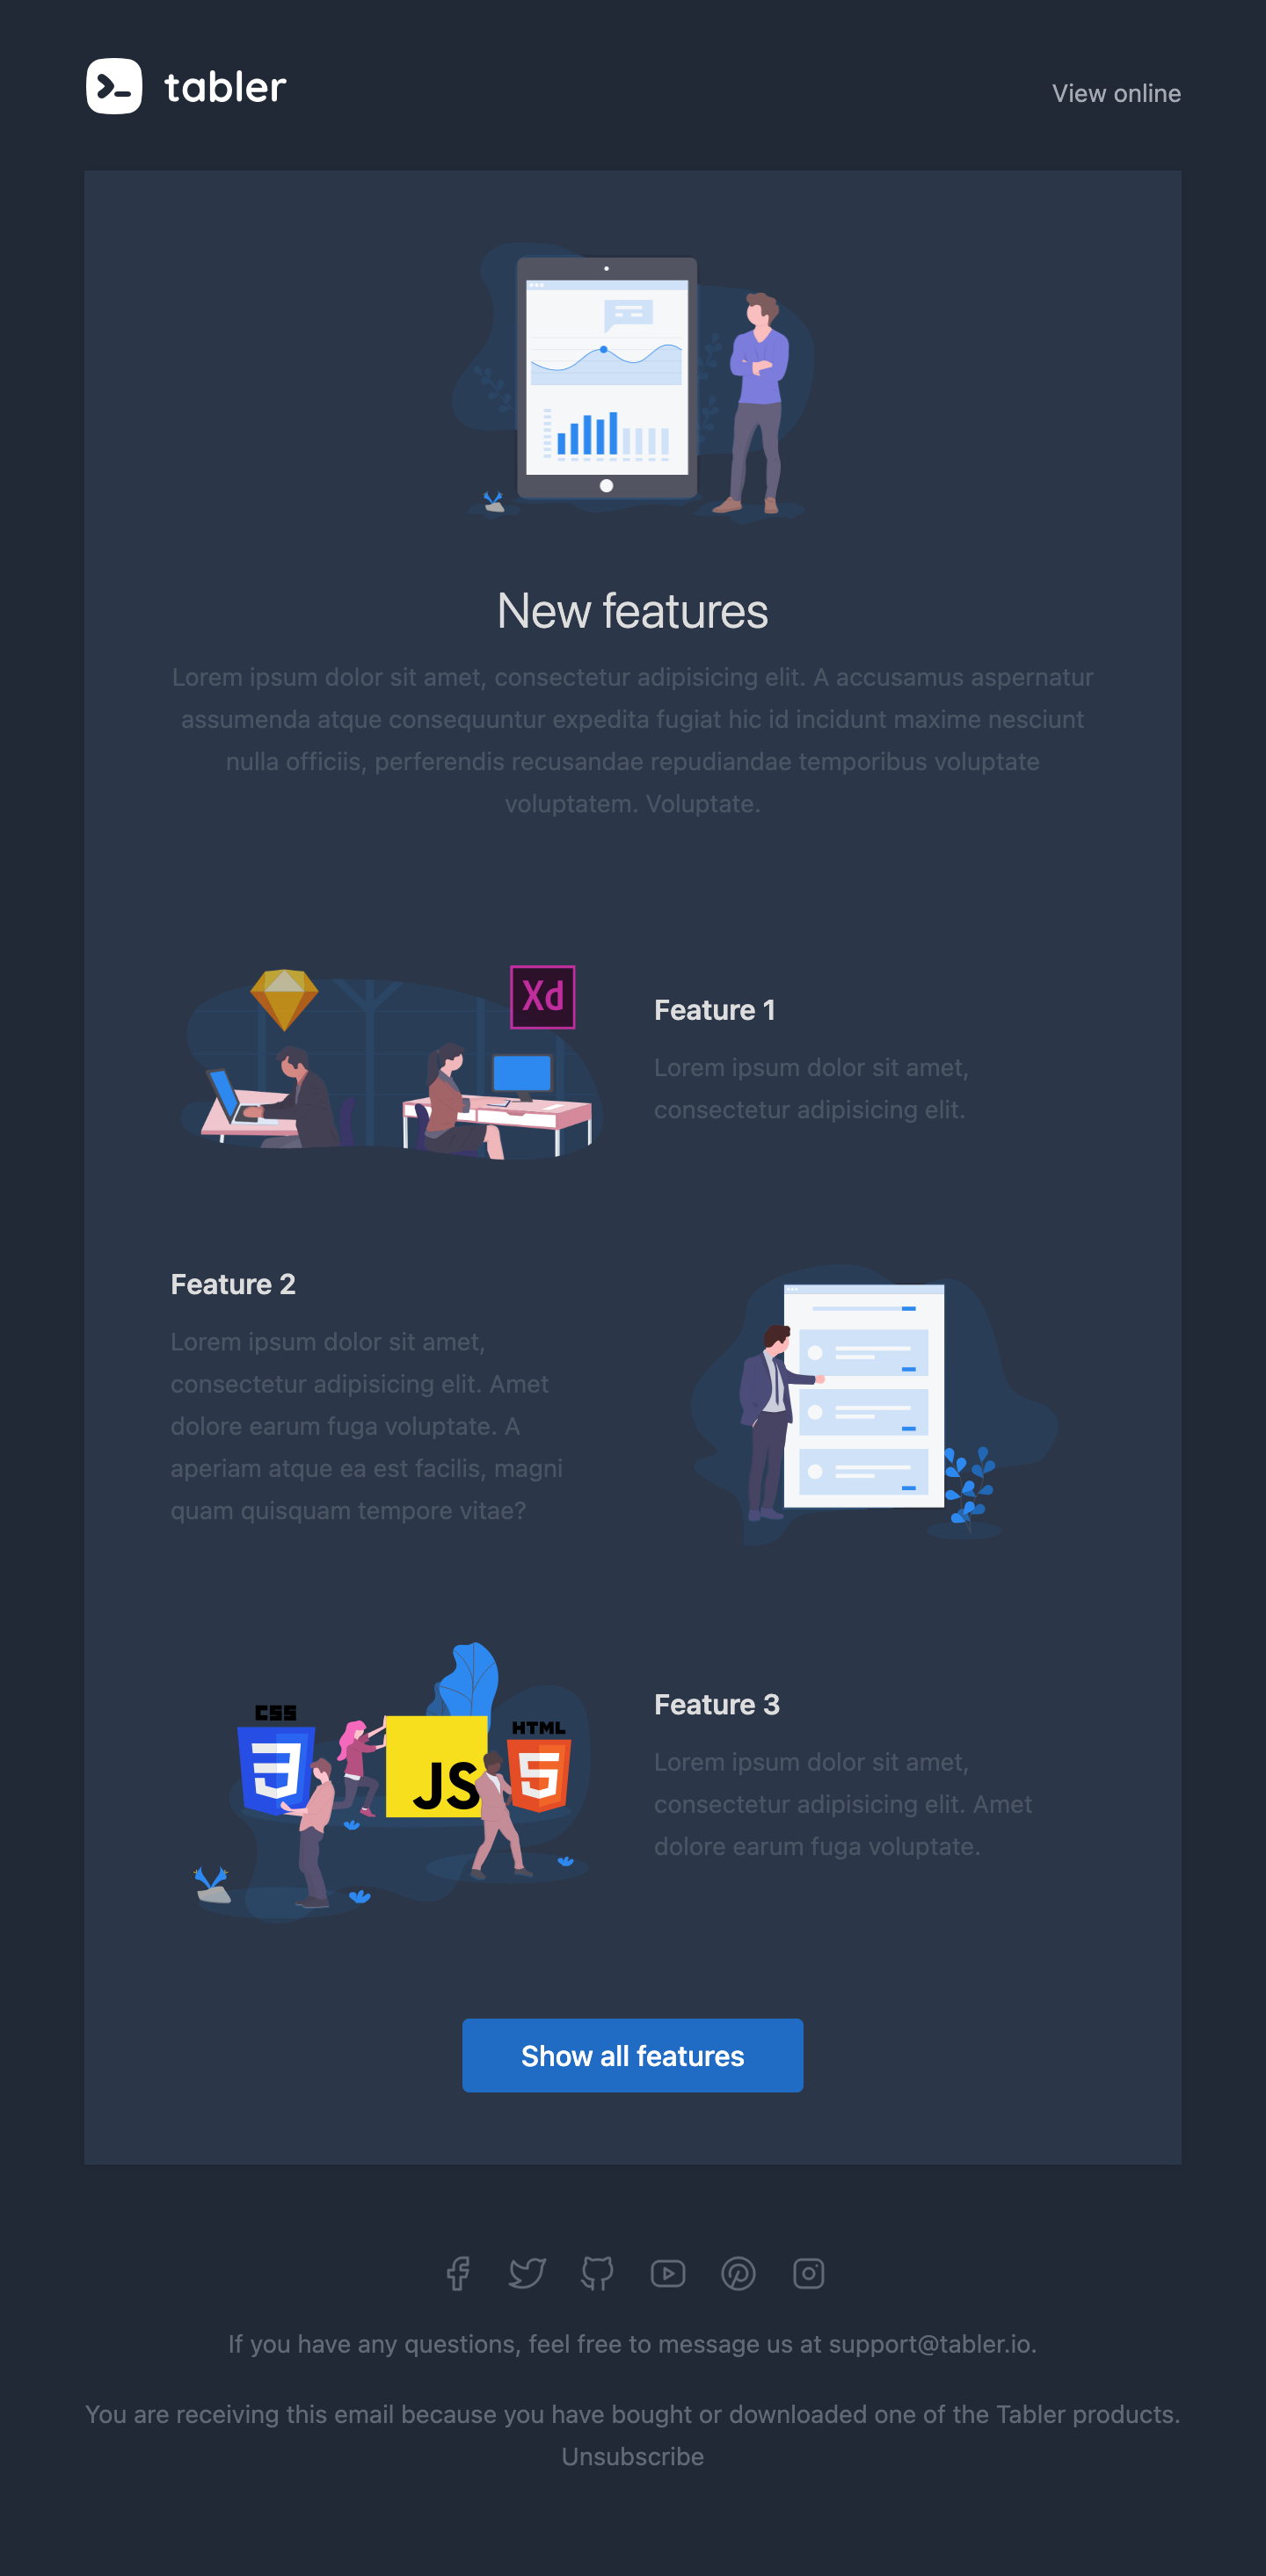 tabler
View online
New features
Lorem ipsum dolor sit amet, consectetur adipisicing elit. A accusamus aspernatur
assumenda atque consequuntur expedita fugiat hic id incidunt maxime nesciunt
nulla officiis, perferendis recusandae repudiandae temporibus voluptate
voluptatem. Voluptate.
Xd
Feature 1
Lorem ipsum dolor sit amet,
consectetur adipisicing elit.
Feature 2
Lorem ipsum dolor sit amet,
consectetur adipisicing elit. Amet
dolore earum fuga voluptate. A
aperiam atque ea est facilis, magni
quam quisquam tempore vitae?
CSS
3
JS
HTML
5
Feature 3
Lorem ipsum dolor sit amet,
consectetur adipisicing elit. Amet
dolore earum fuga voluptate.
Show all features
If you have any questions, feel free to message us at support@tabler.io.
You are receiving this email because you have bought or downloaded one of the Tabler products.
Unsubscribe